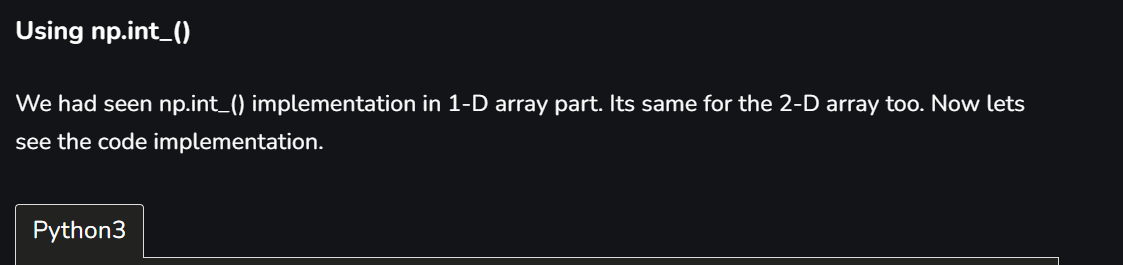 Using np.int_()
We had seen np.int_() implementation in 1-D array part. Its same for the 2-D array too. Now lets
see the code implementation.
Python3